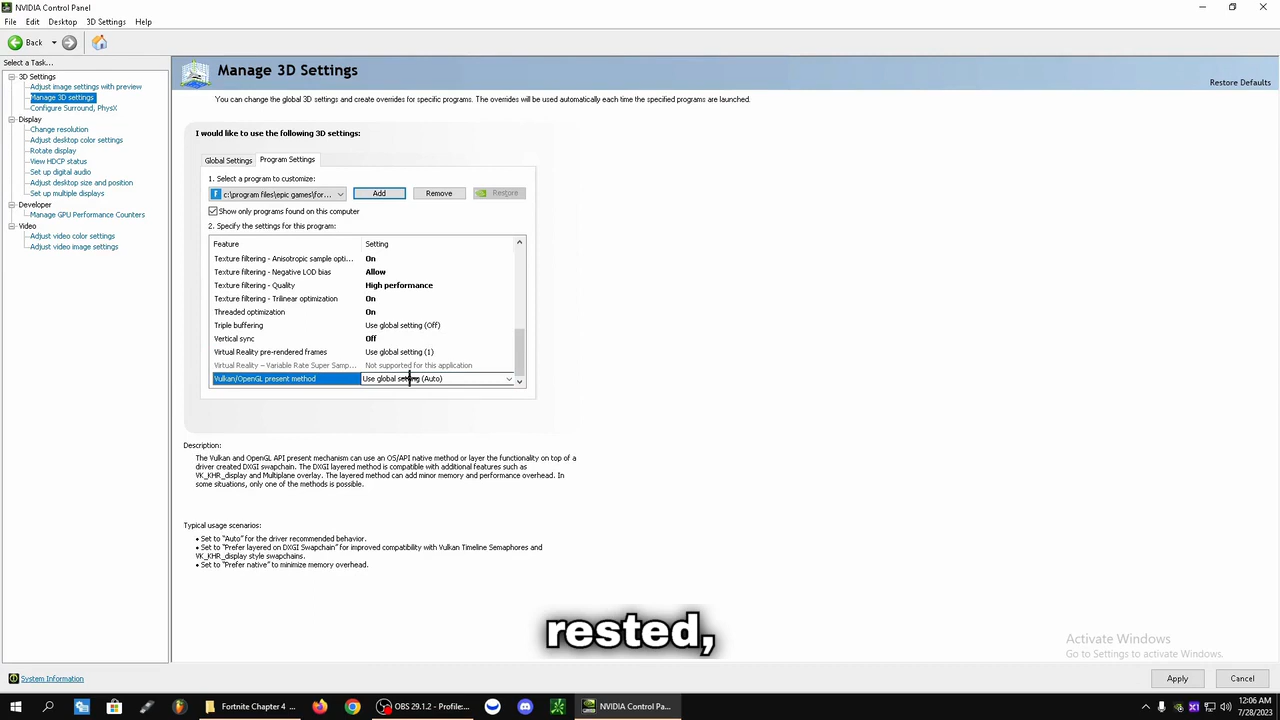 NVIDIA Control Panel
File Edit Desktop 3D Settings Help
Back
Select a Task...
3D Settings
Adjust image settings with preview
Manage 3D settings
Configure Surround, PhysX
Display
Change resolution
Adjust desktop color settings
Rotate display
View HDCP status
Set up digital audio
Adjust desktop size and position
Set up multiple displays
Developer
Manage GPU Performance Counters
Video
Adjust video color settings
Adjust video image settings
System Information
Manage 3D Settings
Restore Defaults
You can change the global 3D settings and create overrides for specific programs. The overrides will be used automatically each time the specified programs are launched.
I would like to use the following 3D settings:
Global Settings Program Settings
1. Select a program to customize:
c:\program files\epic games\for... Add Remove Restore
Show only programs found on this computer
2. Specify the settings for this program:
Feature Setting
Texture filtering - Anisotropic sample opti... On
Texture filtering - Negative LOD bias Allow
Texture filtering - Quality High performance
Texture filtering - Trilinear optimization On
Threaded optimization On
Triple buffering Use global setting (Off)
Vertical sync Off
Virtual Reality pre-rendered frames Use global setting (1)
Virtual Reality – Variable Rate Super Samp... Not supported for this application
Vulkan/OpenGL present method Use global setting (Auto)
Description:
The Vulkan and OpenGL API present mechanism can use an OS/API native method or layer the functionality on top of a
driver created DXGI swapchain. The DXGI layered method is compatible with additional features such as
VK_KHR_display and Multiplane overlay. The layered method can add minor memory and performance overhead. In
some situations, only one of the methods is possible.
Typical usage scenarios:
• Set to "Auto" for the driver recommended behavior.
• Set to "Prefer layered on DXGI Swapchain" for improved compatibility with Vulkan Timeline Semaphores and
VK_KHR_display style swapchains.
• Set to "Prefer native" to minimize memory overhead.
rested,
Activate Windows
Go to Settings to activate Windows.
Apply Cancel
Fortnite Chapter 4 ...
OBS 29.1.2 - Profile:...
NVIDIA Control Pa...
12:06 AM
7/28/2023